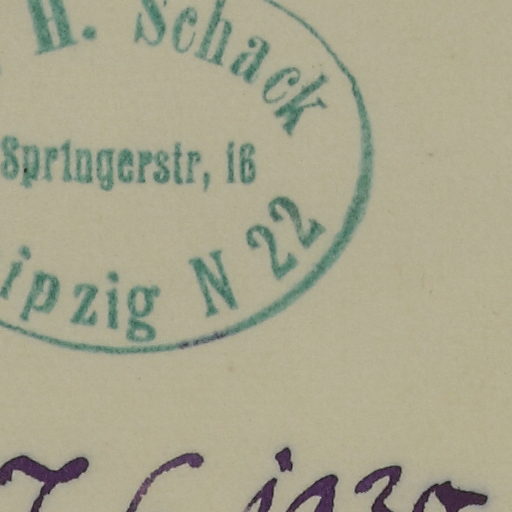 H. Schack
Springerstr, 16
ipzig N 22